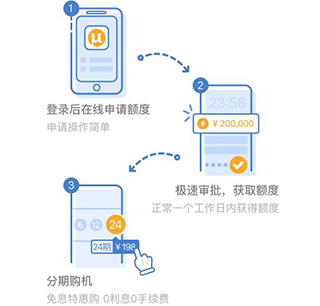 1
μ
登录后在线申请额度
申请操作简单
2
23:58
¥ 200,000
极速审批，获取额度
正常一个工作日内获得额度
3
6 12 24
24期 ¥ 198
分期购机
免息特惠购 0利息0手续费